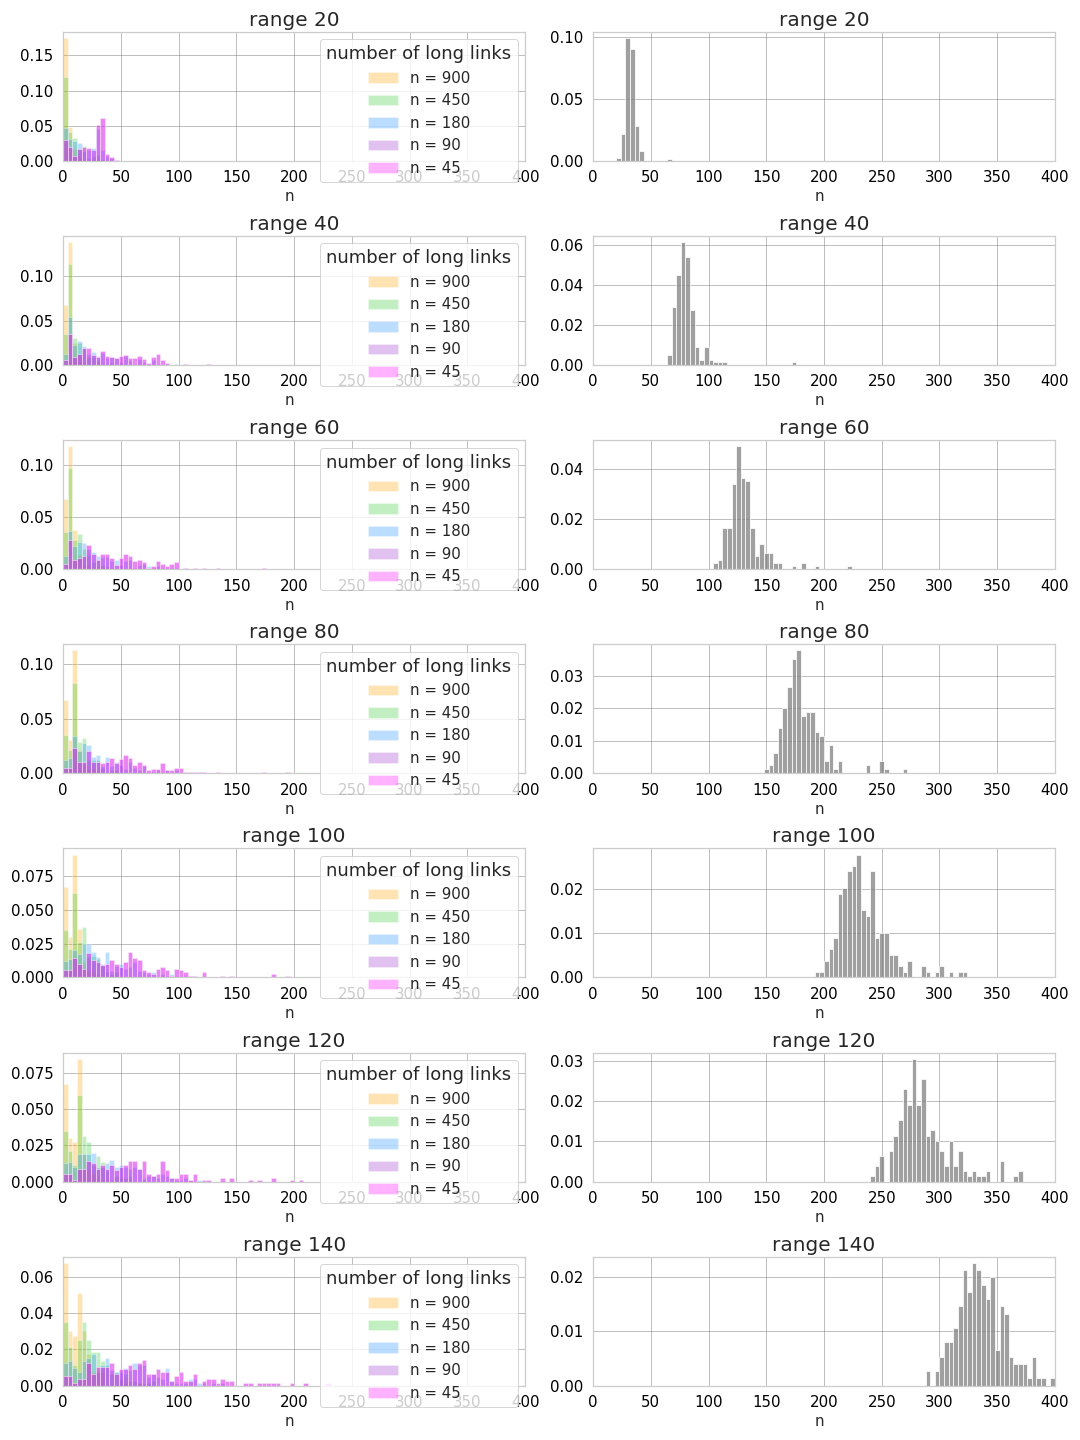 range 20
range 20
0.15
0.10
0.05
0.00
number of long links
n = 900
n = 450
n = 180
n = 90
n = 45
0 50 100 150 200 250 300 350 400
n
0.10
0.05
0.00
0 50 100 150 200 250 300 350 400
n
range 40
range 40
0.10
0.05
0.00
number of long links
n = 900
n = 450
n = 180
n = 90
n = 45
0 50 100 150 200 250 300 350 400
n
0.06
0.04
0.02
0.00
0 50 100 150 200 250 300 350 400
n
range 60
range 60
0.10
0.05
0.00
number of long links
n = 900
n = 450
n = 180
n = 90
n = 45
0 50 100 150 200 250 300 350 400
n
0.04
0.02
0.00
0 50 100 150 200 250 300 350 400
n
range 80
range 80
0.10
0.05
0.00
number of long links
n = 900
n = 450
n = 180
n = 90
n = 45
0 50 100 150 200 250 300 350 400
n
0.03
0.02
0.01
0.00
0 50 100 150 200 250 300 350 400
n
range 100
range 100
0.075
0.050
0.025
0.000
number of long links
n = 900
n = 450
n = 180
n = 90
n = 45
0 50 100 150 200 250 300 350 400
n
0.02
0.01
0.00
0 50 100 150 200 250 300 350 400
n
range 120
range 120
0.075
0.050
0.025
0.000
number of long links
n = 900
n = 450
n = 180
n = 90
n = 45
0 50 100 150 200 250 300 350 400
n
0.03
0.02
0.01
0.00
0 50 100 150 200 250 300 350 400
n
range 140
range 140
0.06
0.04
0.02
0.00
number of long links
n = 900
n = 450
n = 180
n = 90
n = 45
0 50 100 150 200 250 300 350 400
n
0.02
0.01
0.00
0 50 100 150 200 250 300 350 400
n